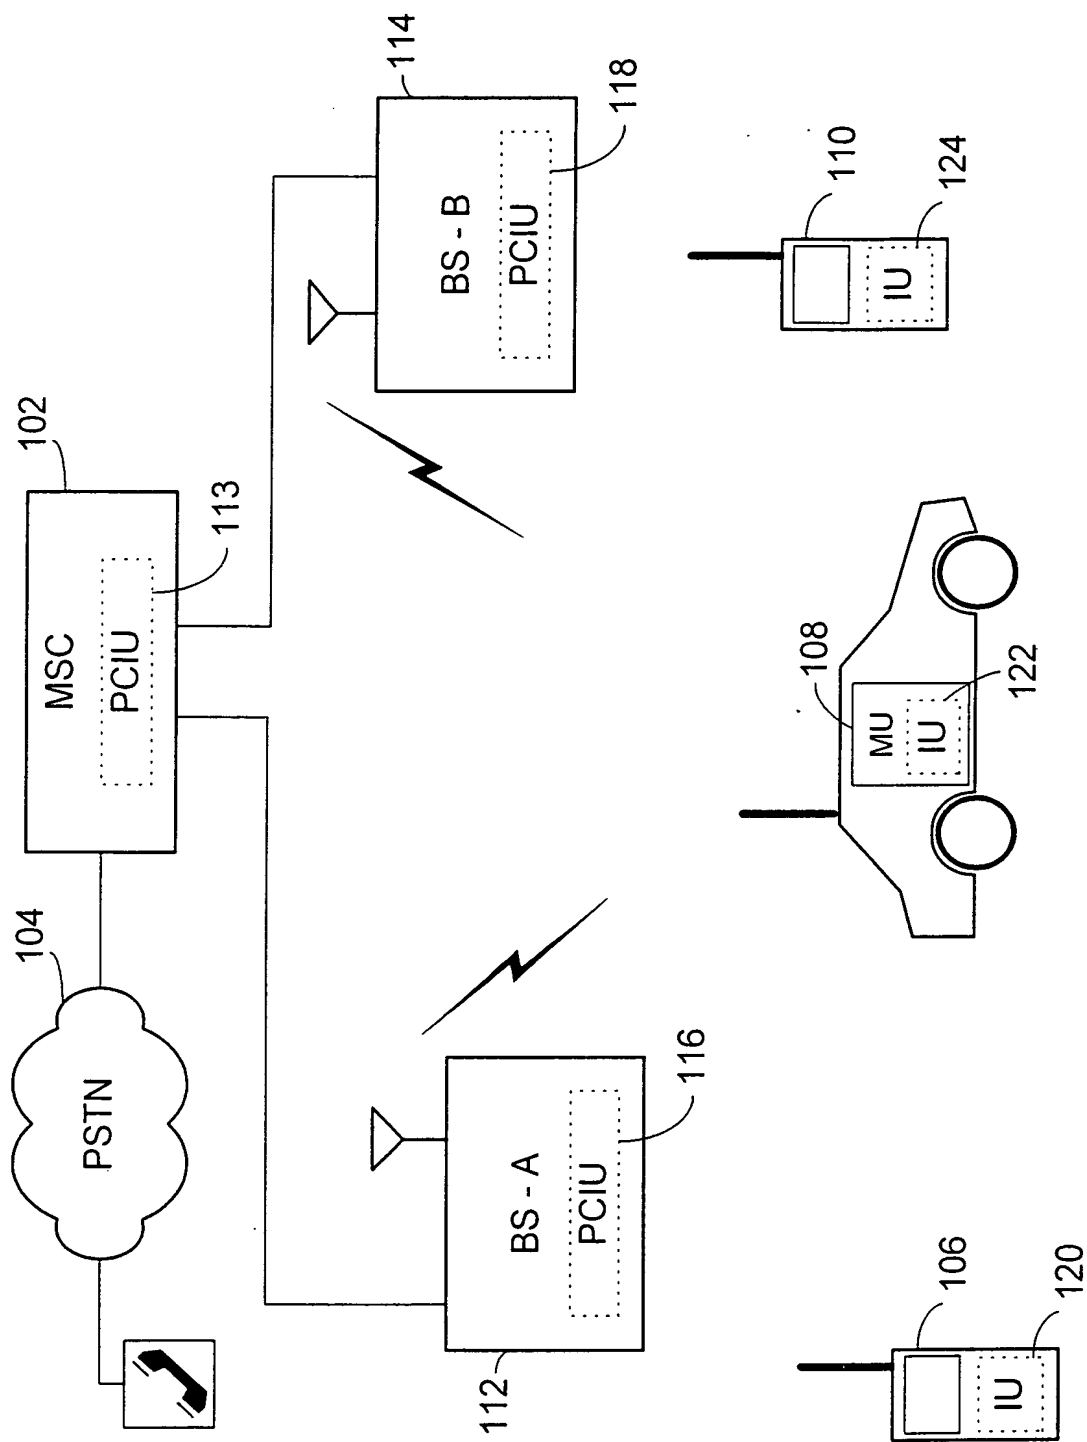 102
MSC
PCIU
113
104
PSTN
114
BS - B
PCIU
118
BS - A
PCIU
116
112
108
MU
IU
122
110
IU
124
106
IU
120